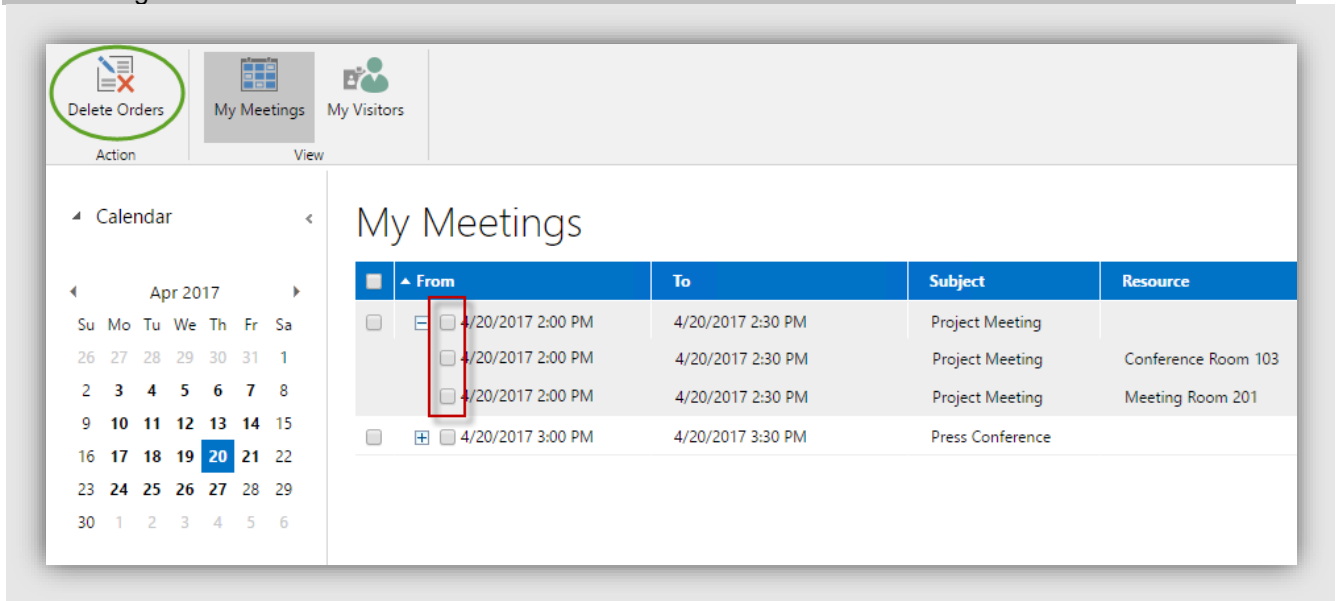 Delete Orders
My Meetings
My Visitors
Action
View
Calendar
Apr 2017
Su Mo Tu We Th Fr Sa
26 27 28 29 30 31 1
2 3 4 5 6 7 8
9 10 11 12 13 14 15
16 17 18 19 20 21 22
23 24 25 26 27 28 29
30 1 2 3 4 5 6
My Meetings
From To Subject Resource
4/20/2017 2:00 PM 4/20/2017 2:30 PM Project Meeting
4/20/2017 2:00 PM 4/20/2017 2:30 PM Project Meeting Conference Room 103
4/20/2017 2:00 PM 4/20/2017 2:30 PM Project Meeting Meeting Room 201
4/20/2017 3:00 PM 4/20/2017 3:30 PM Press Conference